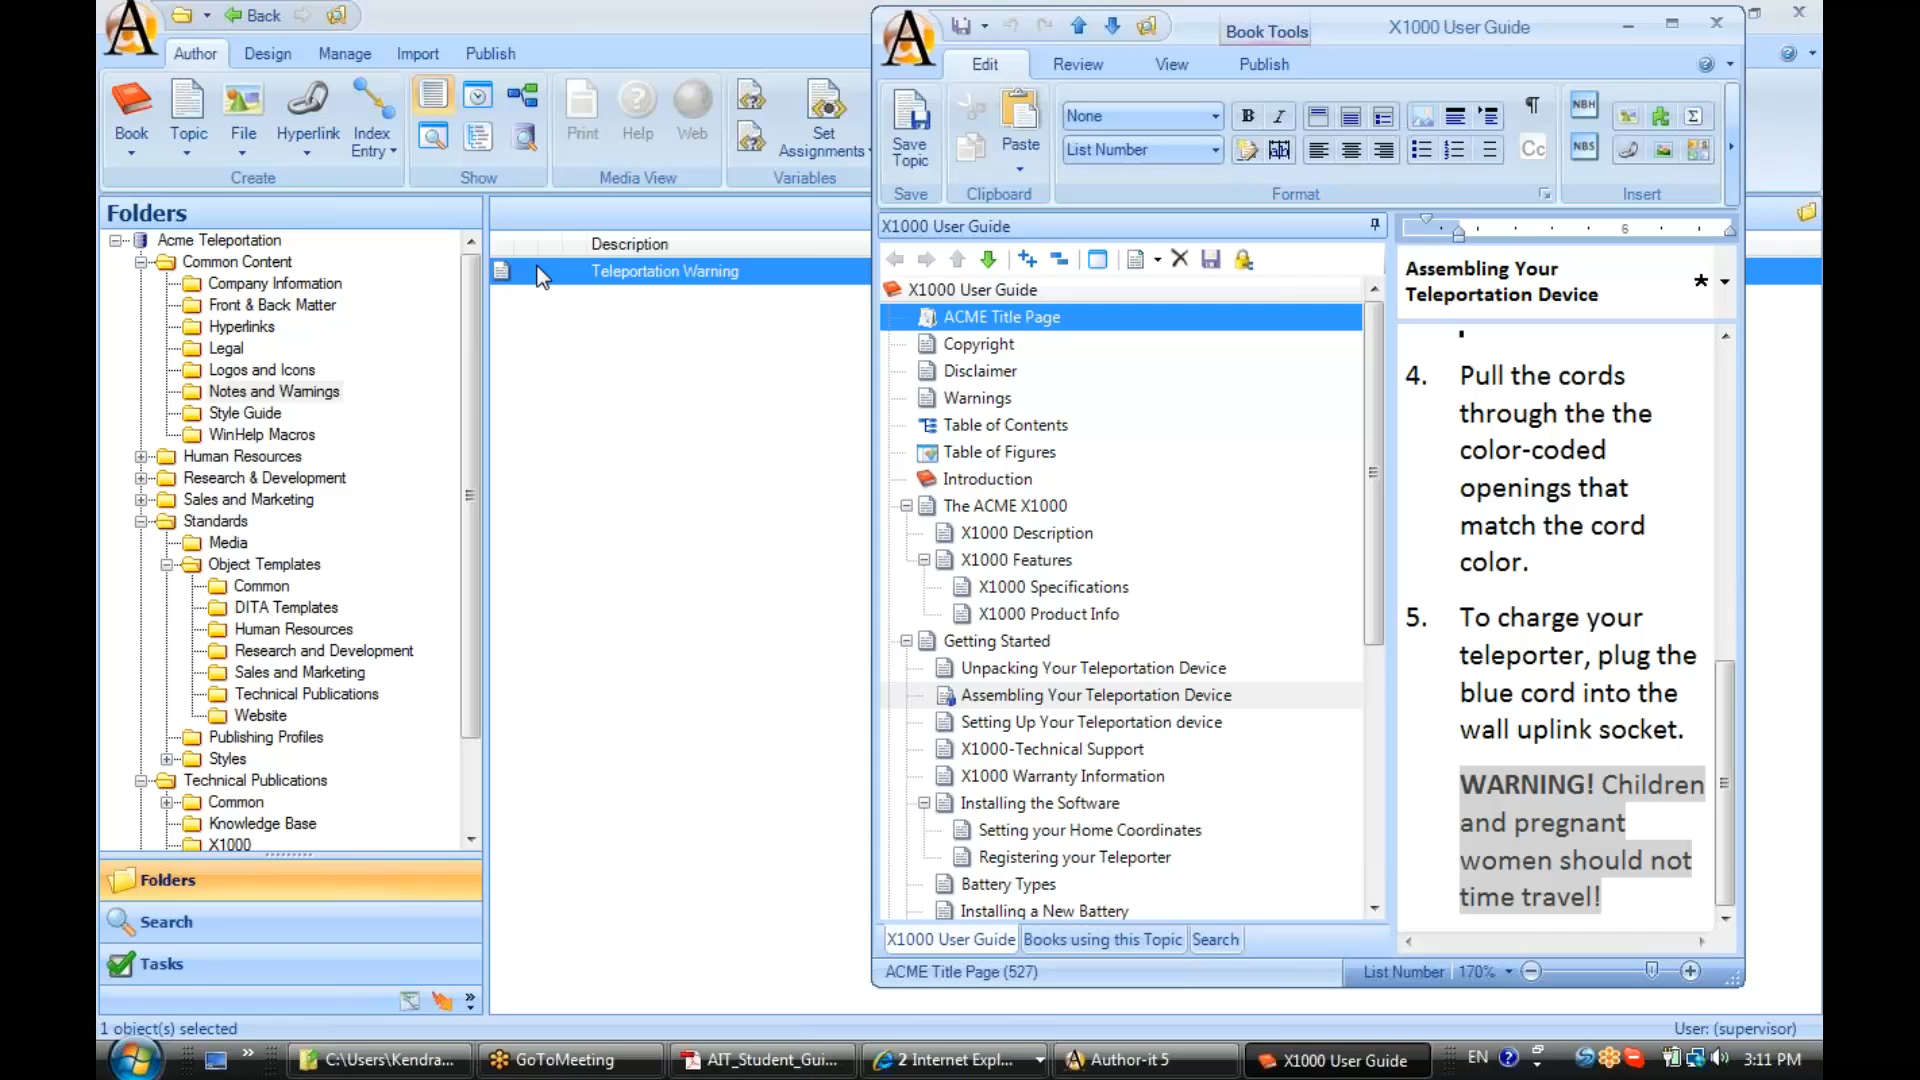 Back
Author Design Manage Import Publish
Book Topic File Hyperlink Index Entry
Print Help Web
Set Assignments
Create Show Media View Variables
Folders
Acme Teleportation
Common Content
Company Information
Front & Back Matter
Hyperlinks
Legal
Logos and Icons
Notes and Warnings
Style Guide
WinHelp Macros
Human Resources
Research & Development
Sales and Marketing
Standards
Media
Object Templates
Common
DITA Templates
Human Resources
Research and Development
Sales and Marketing
Technical Publications
Website
Publishing Profiles
Styles
Technical Publications
Common
Knowledge Base
X1000
Folders
Search
Tasks
1 object(s) selected
Description
Teleportation Warning
Book Tools X1000 User Guide
Edit Review View Publish
Save Topic
Paste
None
List Number
B I
Cc
NBH
NBS
Save Clipboard Format Insert
X1000 User Guide
X1000 User Guide
ACME Title Page
Copyright
Disclaimer
Warnings
Table of Contents
Table of Figures
Introduction
The ACME X1000
X1000 Description
X1000 Features
X1000 Specifications
X1000 Product Info
Getting Started
Unpacking Your Teleportation Device
Assembling Your Teleportation Device
Setting Up Your Teleportation device
X1000-Technical Support
X1000 Warranty Information
Installing the Software
Setting your Home Coordinates
Registering your Teleporter
Battery Types
Installing a New Battery
X1000 User Guide Books using this Topic Search
ACME Title Page (527)
6
Assembling Your
Teleportation Device
*
4. Pull the cords
through the the
color-coded
openings that
match the cord
color.
5. To charge your
teleporter, plug the
blue cord into the
wall uplink socket.
WARNING! Children
and pregnant
women should not
time travel!
List Number 170%
User: (supervisor)
C:\Users\Kendra... GoToMeeting AIT_Student_Gui... 2 Internet Expl... Author-it 5 X1000 User Guide EN 3:11 PM